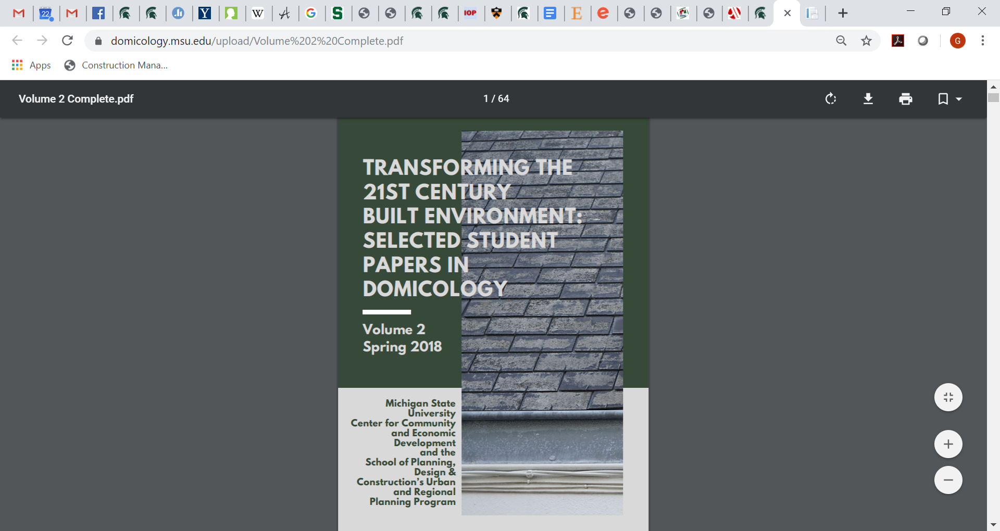 22
Y
W
G
S
IOP
E
e
domicology.msu.edu/upload/Volume%202%20Complete.pdf
G
Apps
Construction Mana...
Volume 2 Complete.pdf
1 / 64
TRANSFORMING THE
21ST CENTURY
BUILT ENVIRONMENT:
SELECTED STUDENT
PAPERS IN
DOMICOLOGY
Volume 2
Spring 2018
Michigan State
University
Center for Community
and Economic
Development
and the
School of Planning,
Design &
Construction's Urban
and Regional
Planning Program